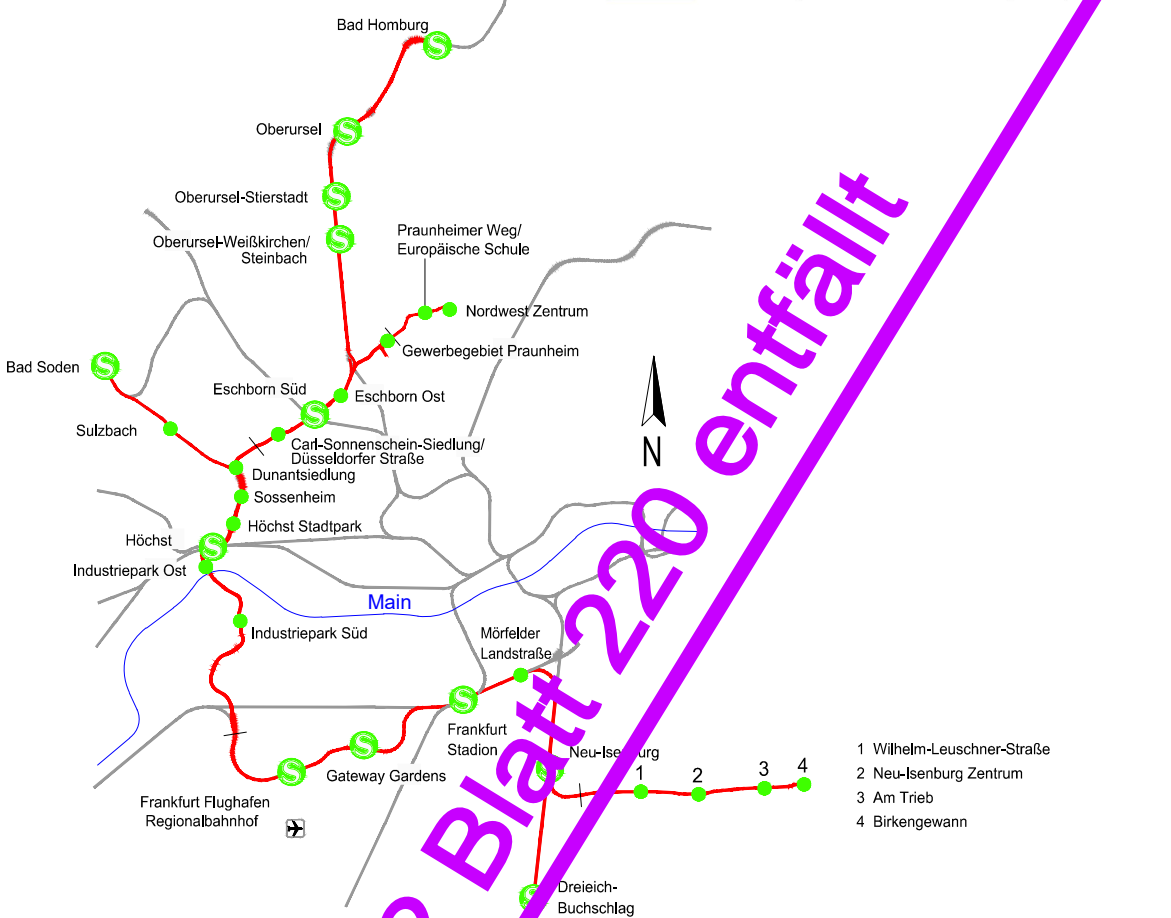 Bad Homburg
Oberursel
Oberursel-Stierstadt
Oberursel-Weißkirchen/
Steinbach
Praunheimer Weg/
Europäische Schule
Nordwest Zentrum
Gewerbegebiet Praunheim
Bad Soden
Eschborn Süd
Eschborn Ost
Sulzbach
Carl-Sonnenschein-Siedlung/
Düsseldorfer Straße
Dunantsiedlung
Sossenheim
Höchst Stadtpark
Höchst
Industriepark Ost
N
Main
Industriepark Süd
Mörfelder
Landstraße
Frankfurt
Stadion
Gateway Gardens
Frankfurt Flughafen
Regionalbahnhof
Neu-Isenburg
1 2 3 4
Dreieich-
Buchschlag
1 Wilhelm-Leuschner-Straße
2 Neu-Isenburg Zentrum
3 Am Trieb
4 Birkengewann
Blatt 220 entfällt
S
S
S
S
S
S
S
S
S
S
S
S